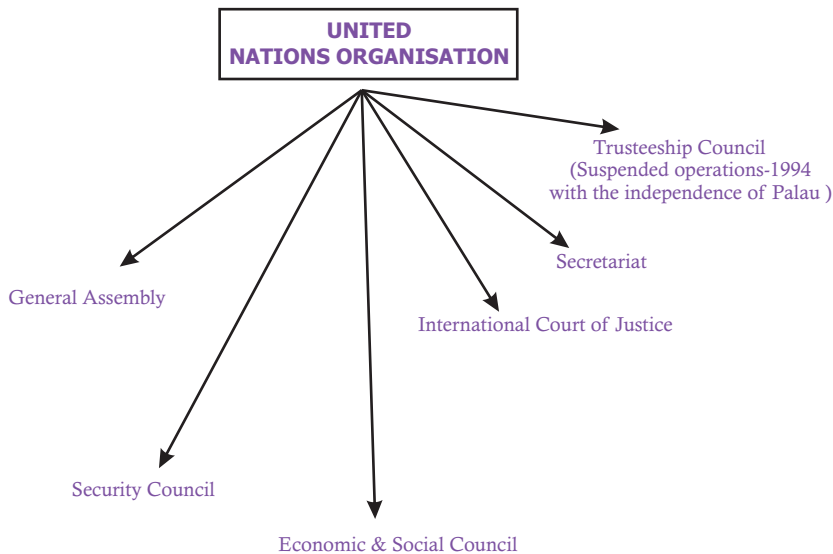 UNITED
NATIONS ORGANISATION
Trusteeship Council
(Suspended operations-1994
with the independence of Palau )
Secretariat
General Assembly
International Court of Justice
Security Council
Economic & Social Council